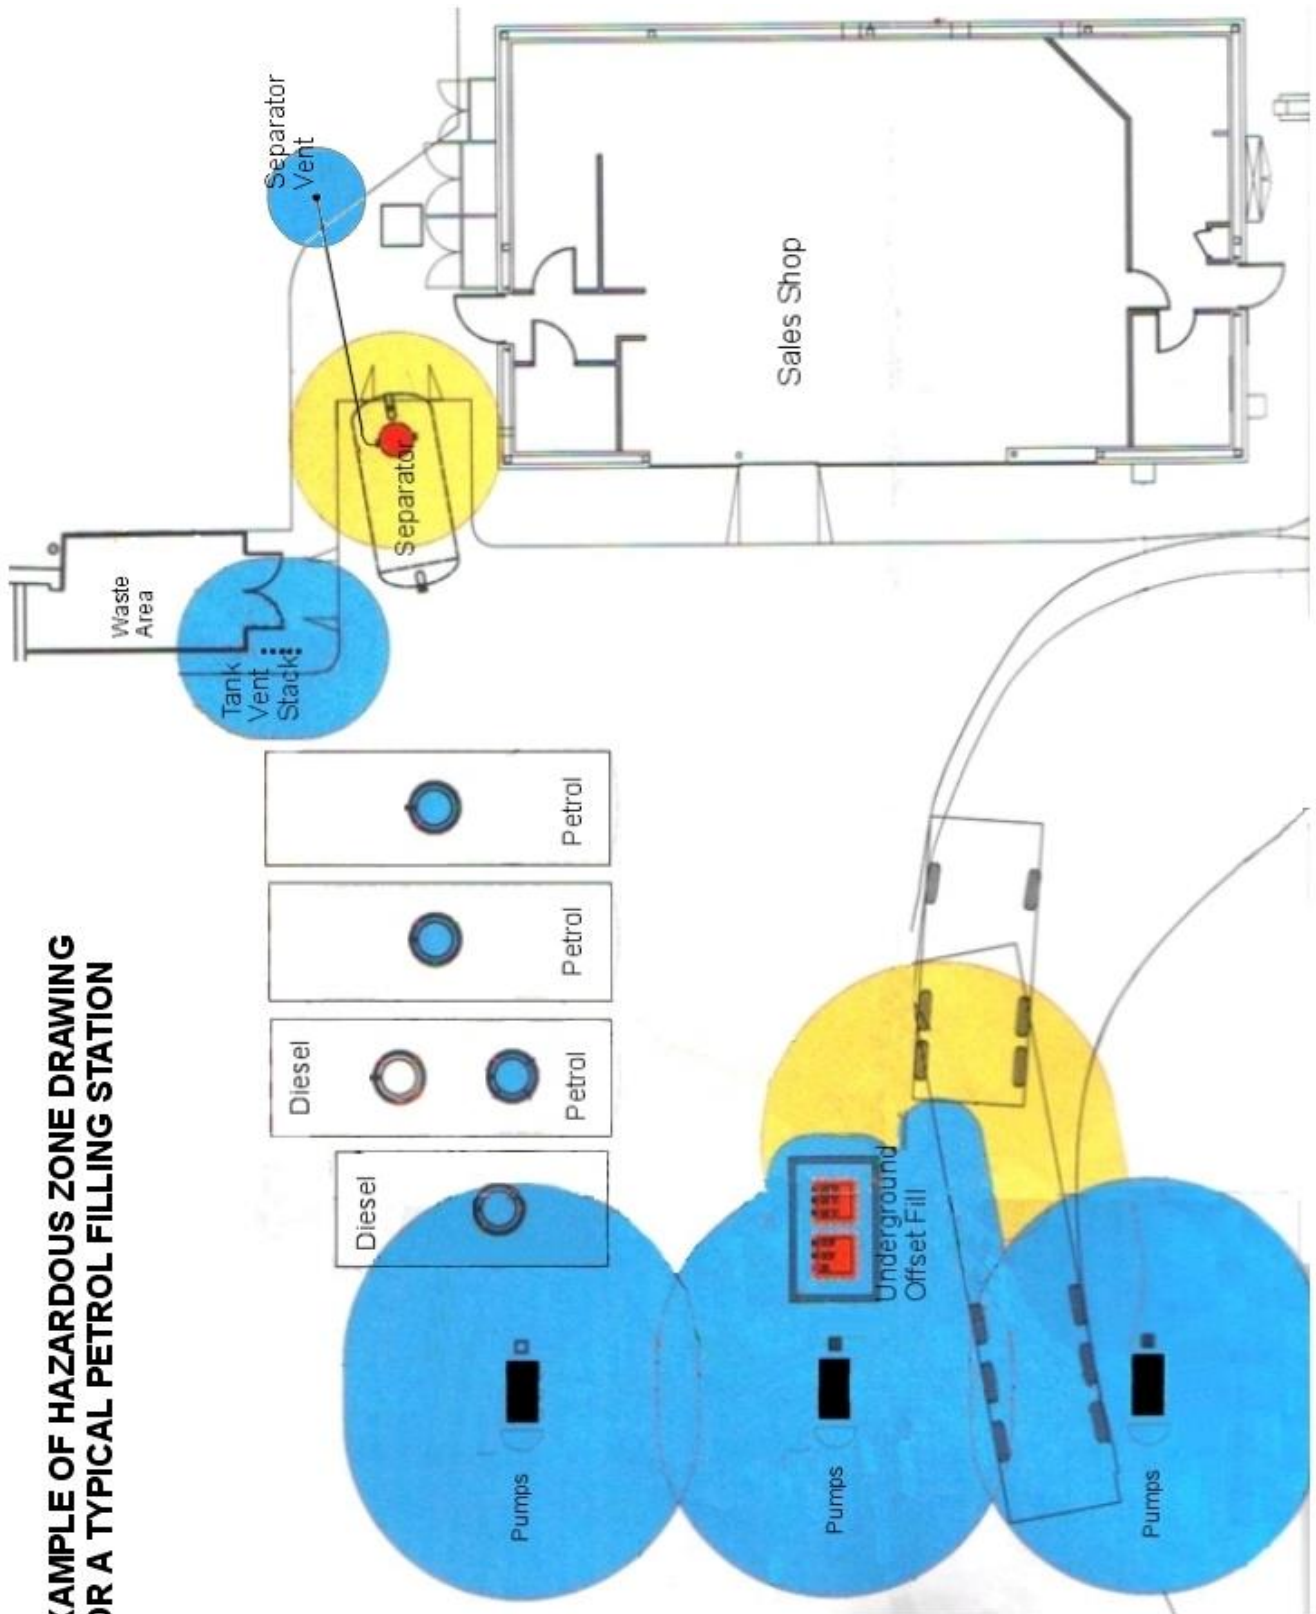 XAMPLE OF HAZARDOUS ZONE DRAWING
OR A TYPICAL PETROL FILLING STATION
Waste
Area
Tank
Vent
Stack
Separator
Vent
Diesel
Diesel
Separator
Petrol
Petrol
Petrol
Pumps
Sales Shop
Pumps
Underground
Offset Fill
Pumps